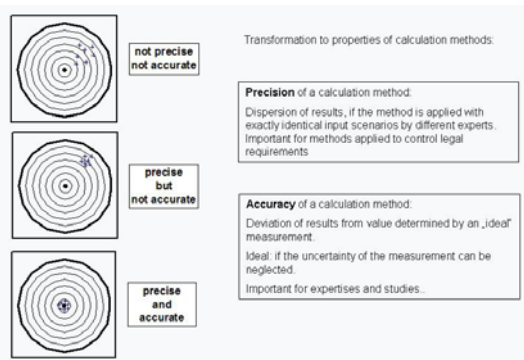 not precise
not accurate
Transformation to properties of calculation methods:
Precision of a calculation method:
Dispersion of results, if the method is applied with
exactly identical input scenarios by different experts.
Important for methods applied to control legal
requirements
precise
but
not accurate
Accuracy of a calculation method:
Deviation of results from value determined by an „ideal“
measurement.
Ideal: if the uncertainty of the measurement can be
neglected.
Important for expertises and studies..
precise
and
accurate